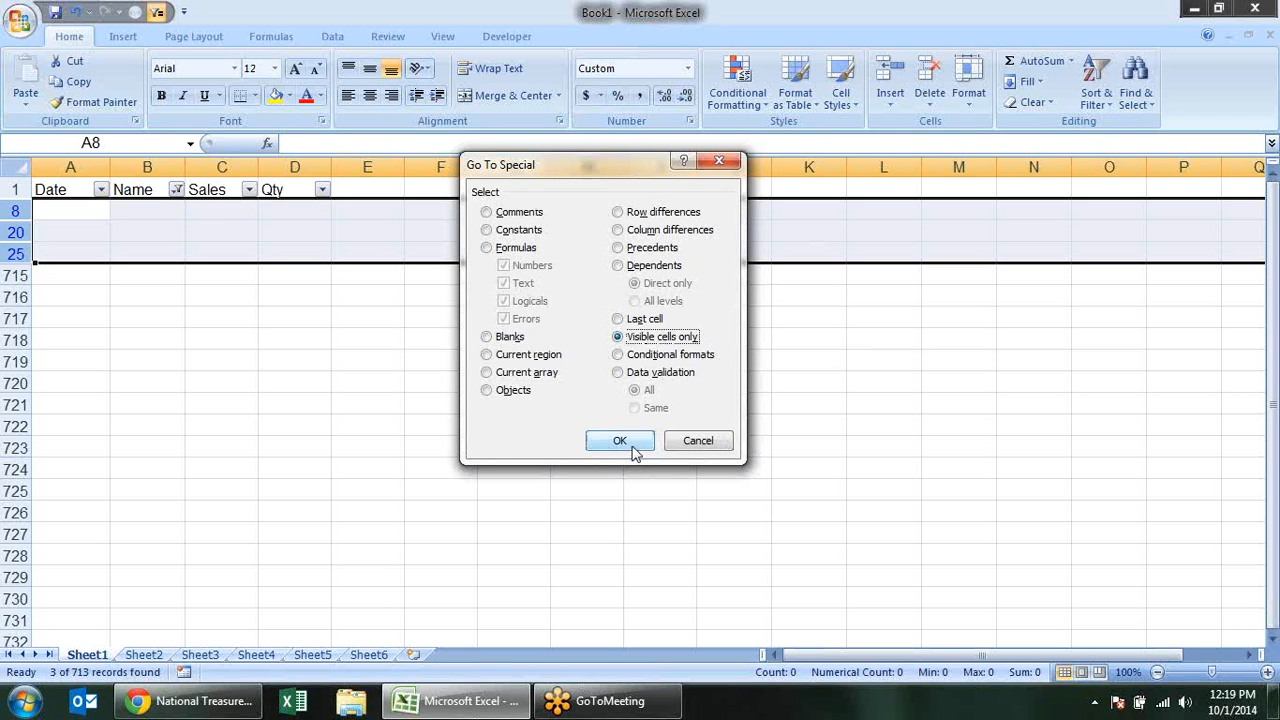 Book1 - Microsoft Excel
Home Insert Page Layout Formulas Data Review View Developer
Cut
Copy
Format Painter
Paste
Clipboard
Arial 12
B I U
Font
Wrap Text
Merge & Center
Alignment
Custom
$ % ,
Number
Conditional Formatting
Format as Table
Cell Styles
Styles
Insert Delete Format
Cells
AutoSum
Fill
Clear
Sort & Filter
Find & Select
Editing
A8 fx
A B C D E F K L M N O P Q
1 Date Name Sales Qty
8
20
25
715
716
717
718
719
720
721
722
723
724
725
726
727
728
729
730
731
732
Go To Special
Select
Comments
Constants
Formulas
Numbers
Text
Logicals
Errors
Blanks
Current region
Current array
Objects
Row differences
Column differences
Precedents
Dependents
Direct only
All levels
Last cell
Visible cells only
Conditional formats
Data validation
All
Same
OK Cancel
Sheet1 Sheet2 Sheet3 Sheet4 Sheet5 Sheet6
Ready 3 of 713 records found Count: 0 Numerical Count: 0 Min: 0 Max: 0 Sum: 0 100%
National Treasure... Microsoft Excel - ... GoToMeeting
12:19 PM
10/1/2014